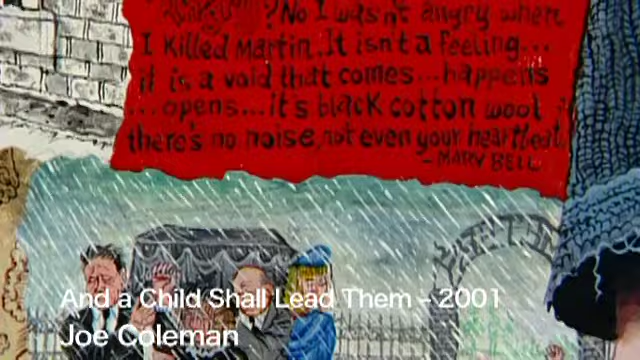 ? No I wasn't angry when
I killed Martin. It isn't a feeling...
it is a void that comes... happens
...opens... it's black cotton wool
there's no noise, not even your heartbeat.
- MARY BELL
And a Child Shall Lead Them – 2001
Joe Coleman